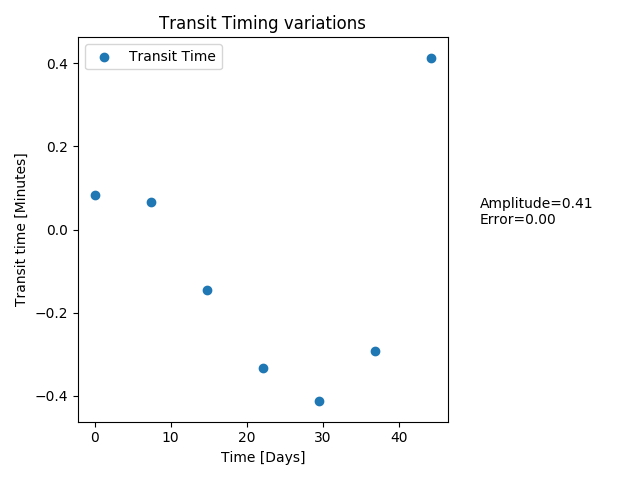 Transit Timing variations
Transit Time
0.4
0.2
0.0
−0.2
−0.4
Transit time [Minutes]
0
10
20
30
40
Time [Days]
Amplitude=0.41
Error=0.00